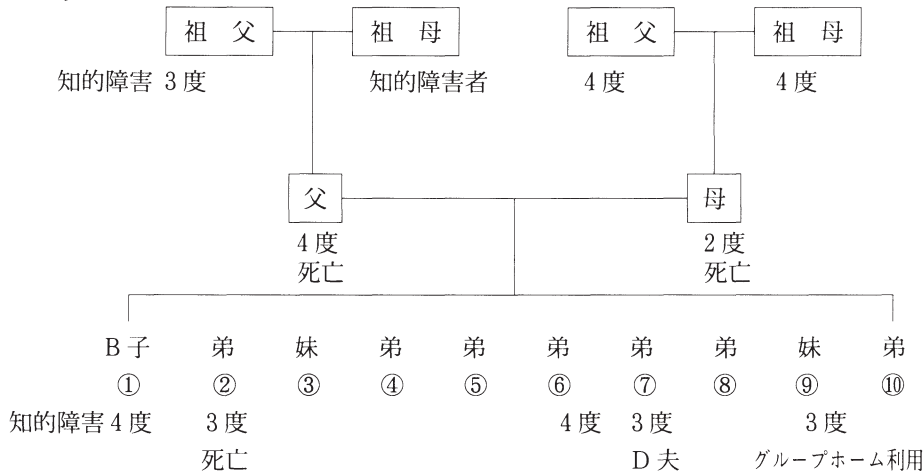 祖父 祖母 祖父 祖母
知的障害 3度 知的障害者 4度 4度
父 母
4度 2度
死亡 死亡
B子 弟 妹 弟 弟 弟 弟 弟 妹 弟
① ② ③ ④ ⑤ ⑥ ⑦ ⑧ ⑨ ⑩
知的障害 4度 3度 4度 3度 3度
死亡 D夫 グループホーム利用